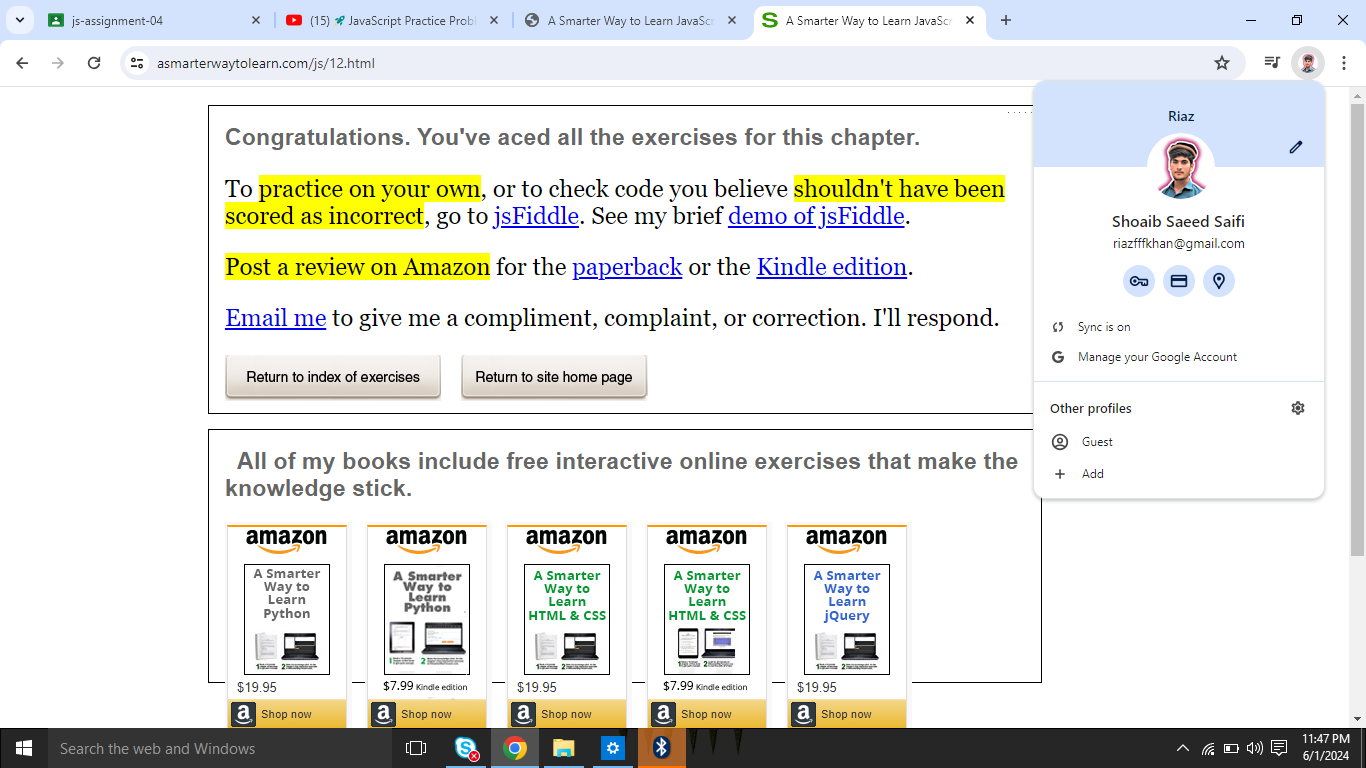 js-assignment-04
(15) 🚀 JavaScript Practice Prob
A Smarter Way to Learn JavaScr
A Smarter Way to Learn JavaScr
asmarterwaytolearn.com/js/12.html
Congratulations. You've aced all the exercises for this chapter.
To practice on your own, or to check code you believe shouldn't have been
scored as incorrect, go to jsFiddle. See my brief demo of jsFiddle.
Post a review on Amazon for the paperback or the Kindle edition.
Email me to give me a compliment, complaint, or correction. I'll respond.
Return to index of exercises
Return to site home page
Riaz
Shoaib Saeed Saifi
riazfffkhan@gmail.com
Sync is on
Manage your Google Account
Other profiles
Guest
Add
All of my books include free interactive online exercises that make the
knowledge stick.
amazon
A Smarter
Way to
Learn
Python
$19.95
Shop now
amazon
A Smarter
Way to
Learn
Python
$7.99 Kindle edition
Shop now
amazon
A Smarter
Way to
Learn
HTML & CSS
$19.95
Shop now
amazon
A Smarter
Way to
Learn
HTML & CSS
$7.99 Kindle edition
Shop now
amazon
A Smarter
Way to
Learn
jQuery
$19.95
Shop now
Search the web and Windows
11:47 PM
6/1/2024